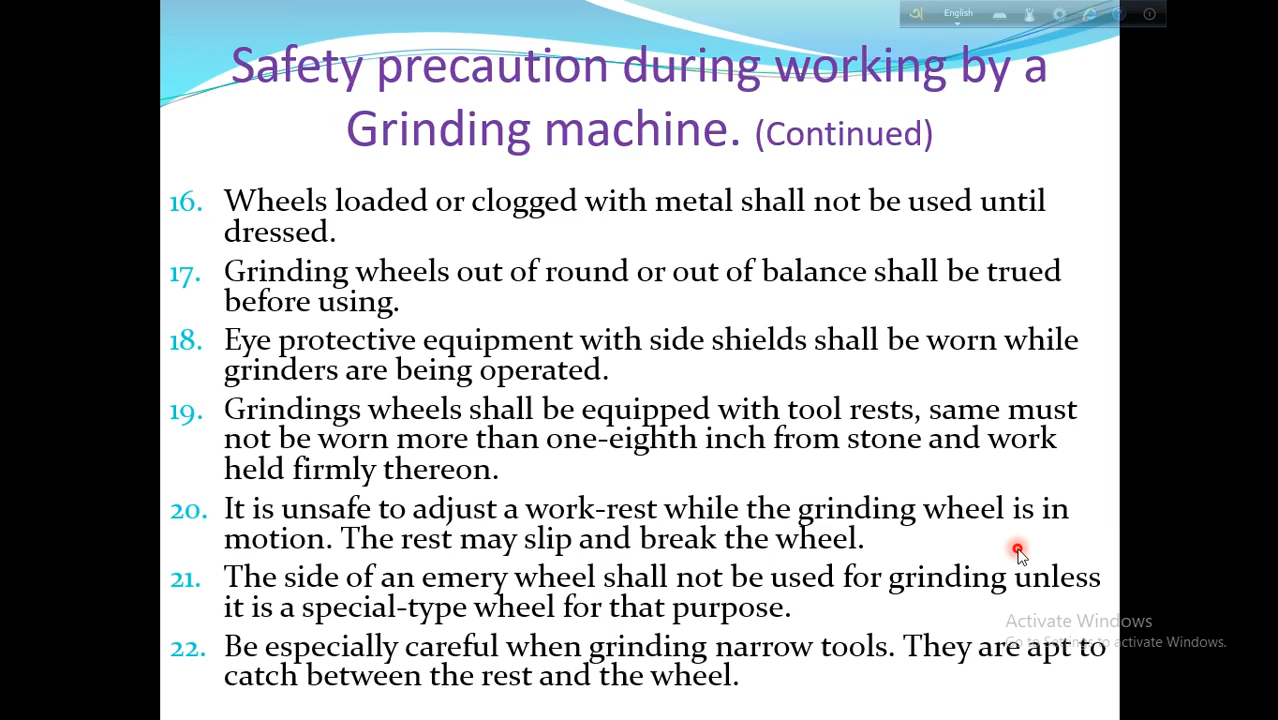 English
Safety precaution during working by a
Grinding machine. (Continued)
16. Wheels loaded or clogged with metal shall not be used until
dressed.
17. Grinding wheels out of round or out of balance shall be trued
before using.
18. Eye protective equipment with side shields shall be worn while
grinders are being operated.
19. Grindings wheels shall be equipped with tool rests, same must
not be worn more than one-eighth inch from stone and work
held firmly thereon.
20. It is unsafe to adjust a work-rest while the grinding wheel is in
motion. The rest may slip and break the wheel.
21. The side of an emery wheel shall not be used for grinding unless
it is a special-type wheel for that purpose.
Activate Windows
Go to Settings to activate Windows.
22. Be especially careful when grinding narrow tools. They are apt to
catch between the rest and the wheel.